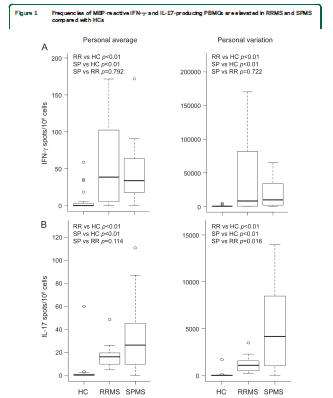 Figure 1 Frequencies of MBP-reactive IFN-γ and IL-17-producing PBMCs are elevated in RRMS and SPMS
compared with HCs
Personal average Personal variation
A
RR vs HC p<0.01
SP vs HC p<0.01
SP vs RR p=0.792
RR vs HC p<0.01
SP vs HC p<0.01
SP vs RR p=0.722
IFN-γ spots/10⁶ cells
200
150
100
50
0
200000
150000
100000
50000
0
B
RR vs HC p<0.01
SP vs HC p<0.01
SP vs RR p=0.114
RR vs HC p<0.01
SP vs HC p<0.01
SP vs RR p=0.016
IL-17 spots/10⁶ cells
120
100
80
60
40
20
0
15000
10000
5000
0
HC RRMS SPMS HC RRMS SPMS